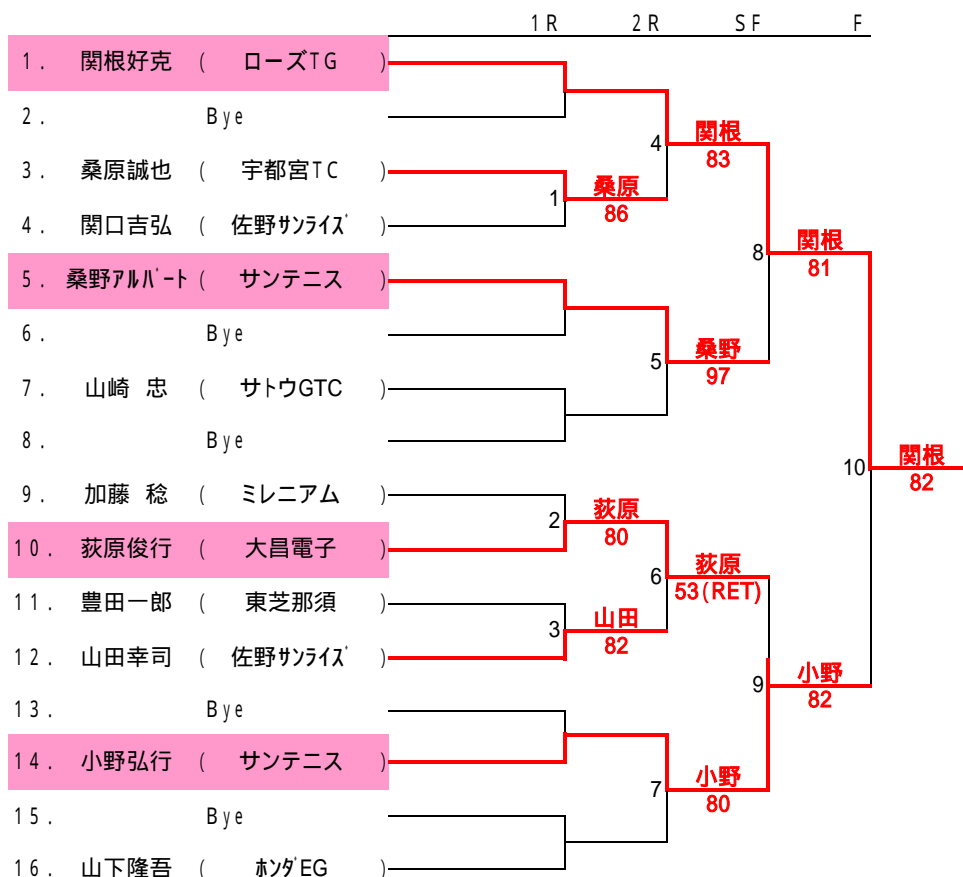 1R 2R SF F
1. 関根好克 ( ローズTG )
2. Bye
関根
4
83
3. 桑原誠也 ( 宇都宮TC )
1 桑原
86
4. 関口吉弘 ( 佐野サンライズ )
8 関根
81
5. 桑野アルバート ( サンテニス )
6. Bye
5 桑野
97
7. 山崎 忠 ( サトウGTC )
8. Bye
10 関根
82
9. 加藤 稔 ( ミレニアム )
2 荻原
80
10. 荻原俊行 ( 大昌電子 )
6 荻原
53(RET)
11. 豊田一郎 ( 東芝那須 )
3 山田
82
12. 山田幸司 ( 佐野サンライズ )
9 小野
82
13. Bye
14. 小野弘行 ( サンテニス )
7 小野
80
15. Bye
16. 山下隆吾 ( ホンダEG )